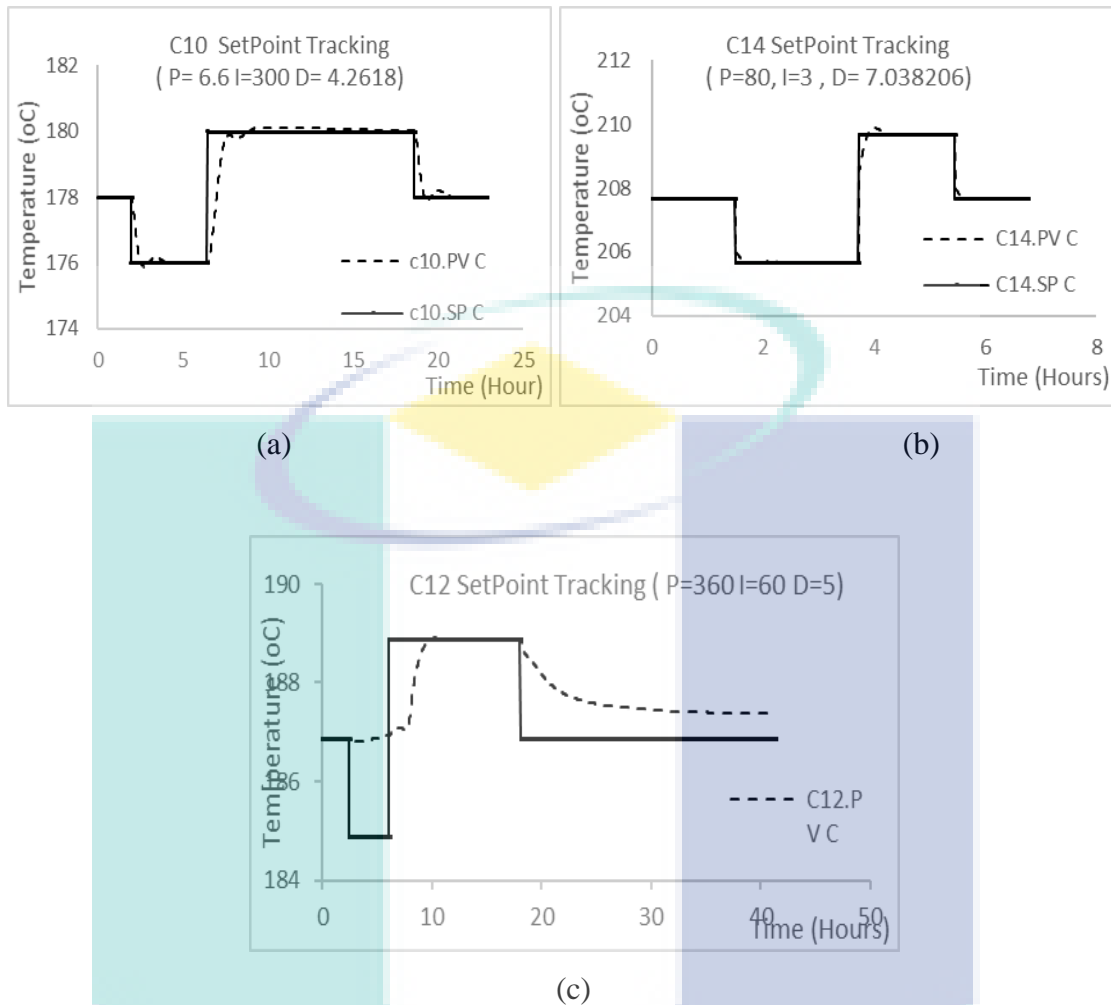 C10 SetPoint Tracking
( P= 6.6 I=300 D= 4.2618)
Temperature (oC)
182
180
178
176
174
0
5
10
15
20
25
Time (Hour)
c10.PV C
c10.SP C
(a)
C14 SetPoint Tracking
( P=80, I=3 , D= 7.038206)
Temperature (oC)
212
210
208
206
204
0
2
4
6
8
Time (Hours)
C14.PV C
C14.SP C
(b)
C12 SetPoint Tracking ( P=360 I=60 D=5)
Temperature (oC)
190
188
186
184
0
10
20
30
40
50
Time (Hours)
C12.P
V C
(c)